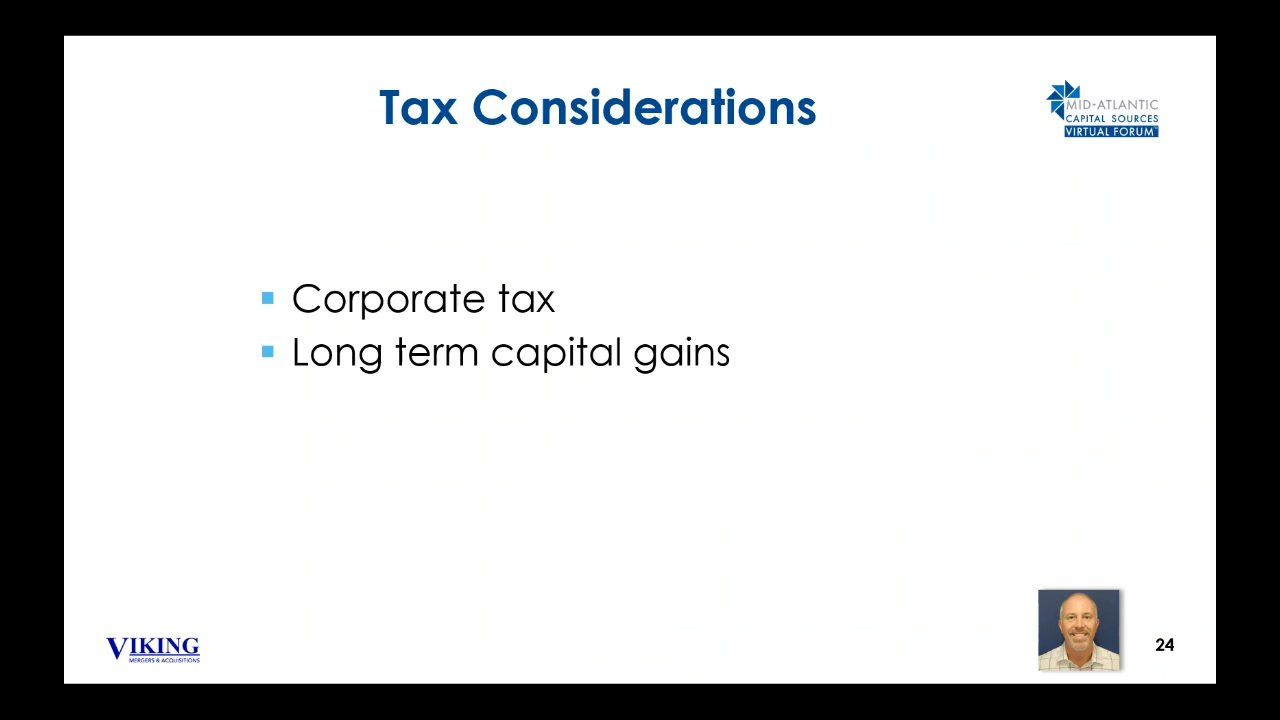 Tax Considerations
MID-ATLANTIC
CAPITAL SOURCES
VIRTUAL FORUM
Corporate tax
Long term capital gains
VIKING
MERGERS & ACQUISITIONS
24